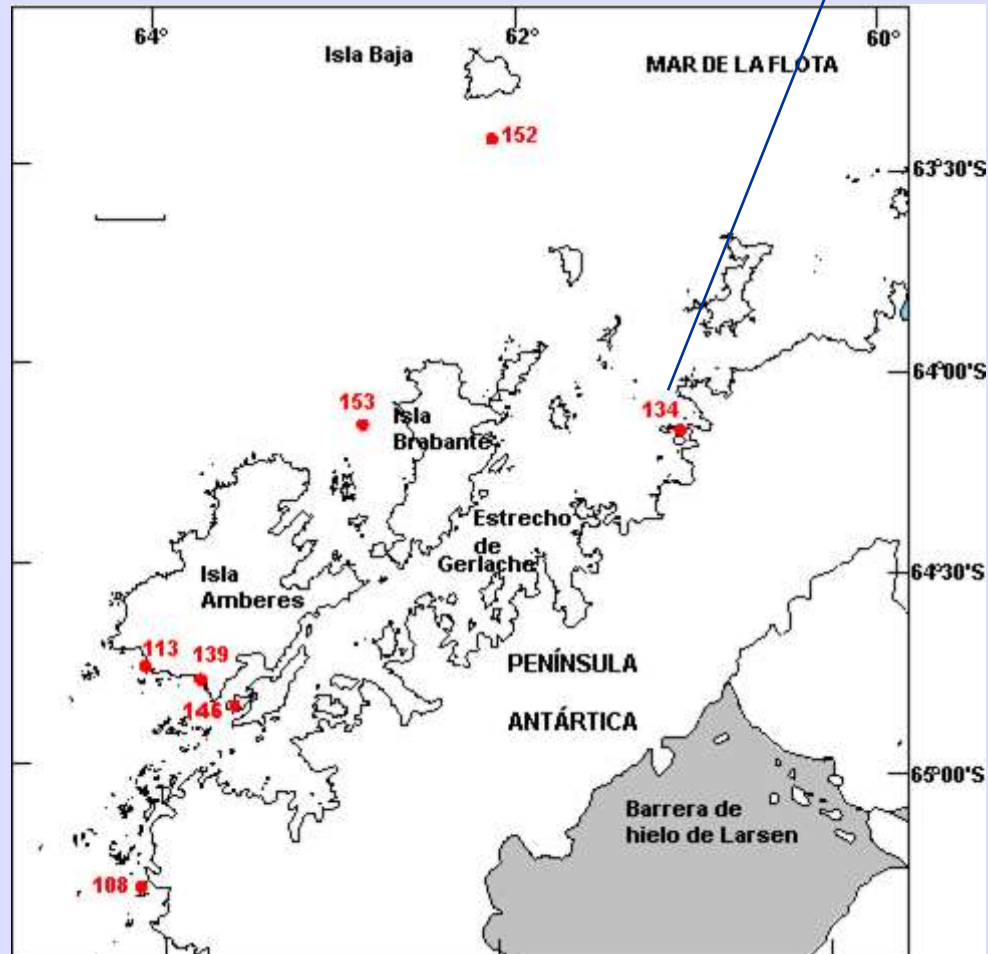 64°
62°
60°
Isla Baja
MAR DE LA FLOTA
152
63°30'S
64°00'S
153
134
Isla
Brabante
Estrecho
de
Gerlache
64°30'S
Isla
Amberes
113
139
146
PENÍNSULA
ANTÁRTICA
65°00'S
Barrera de
hielo de Larsen
108